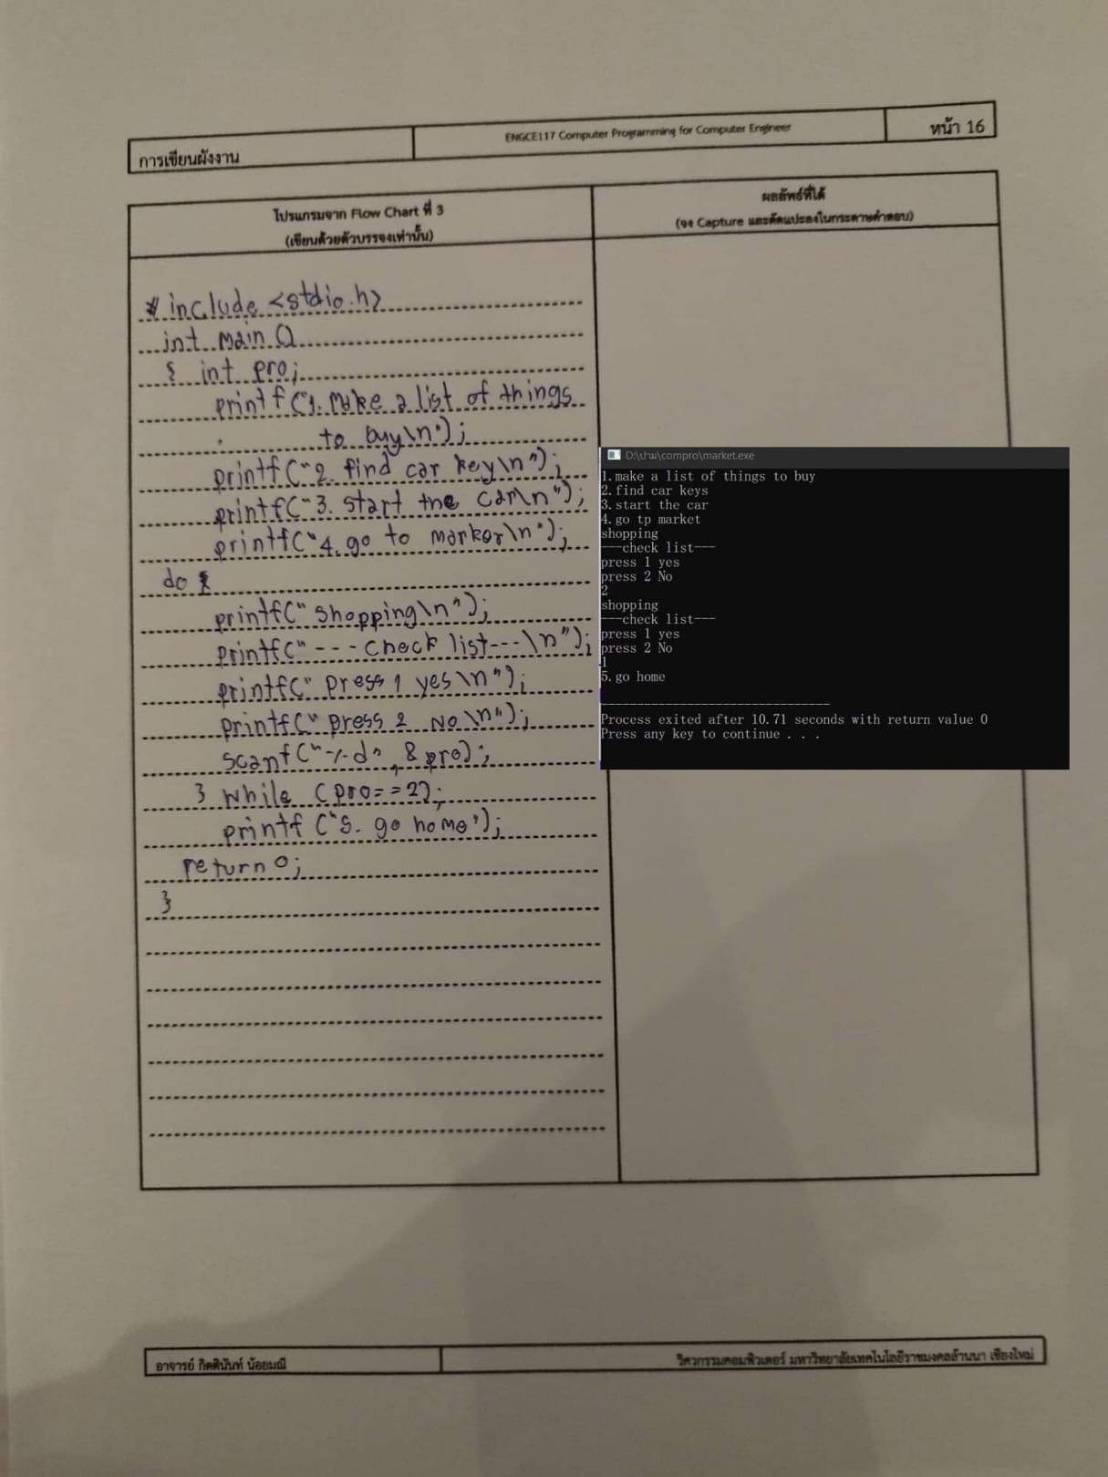 การเขียนผังงาน
ENGCE117 Computer Programming for Computer Engineer
หน้า 16
โปรแกรมจาก Flow Chart ที่ 3
(เขียนด้วยตัวบรรจงเท่านั้น)
ผลลัพธ์ที่ได้
(จง Capture และตัดแปะลงในกระดาษคำตอบ)
# include <stdio.h>
int main ()
{ int pro;
printf("1. Make a list of things
to buy\n");
printf("2. find car key\n");
printf("3. start the car\n");
printf("4. go to market\n");
do {
printf("shopping\n");
printf("---check list---\n");
printf("press 1 yes\n");
printf("press 2 No\n");
scanf("%d", &pro);
} while (pro==2);
printf("5. go home");
return 0;
}
D:\เทอ\compro\market.exe
1.make a list of things to buy
2.find car keys
3.start the car
4.go tp market
shopping
---check list---
press 1 yes
press 2 No
2
shopping
---check list---
press 1 yes
press 2 No
1
5.go home
--------------------------------
Process exited after 10.71 seconds with return value 0
Press any key to continue . . .
อาจารย์ กิตตินันท์ น้อยมณี
วิศวกรรมคอมพิวเตอร์ มหาวิทยาลัยเทคโนโลยีราชมงคลล้านนา เชียงใหม่